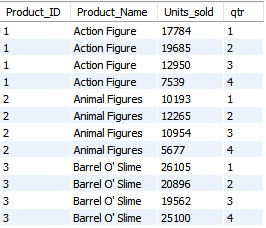 Product_ID Product_Name Units_sold qtr
1 Action Figure 17784 1
1 Action Figure 19685 2
1 Action Figure 12950 3
1 Action Figure 7539 4
2 Animal Figures 10193 1
2 Animal Figures 12265 2
2 Animal Figures 10954 3
2 Animal Figures 5677 4
3 Barrel O' Slime 26105 1
3 Barrel O' Slime 20896 2
3 Barrel O' Slime 19562 3
3 Barrel O' Slime 25100 4